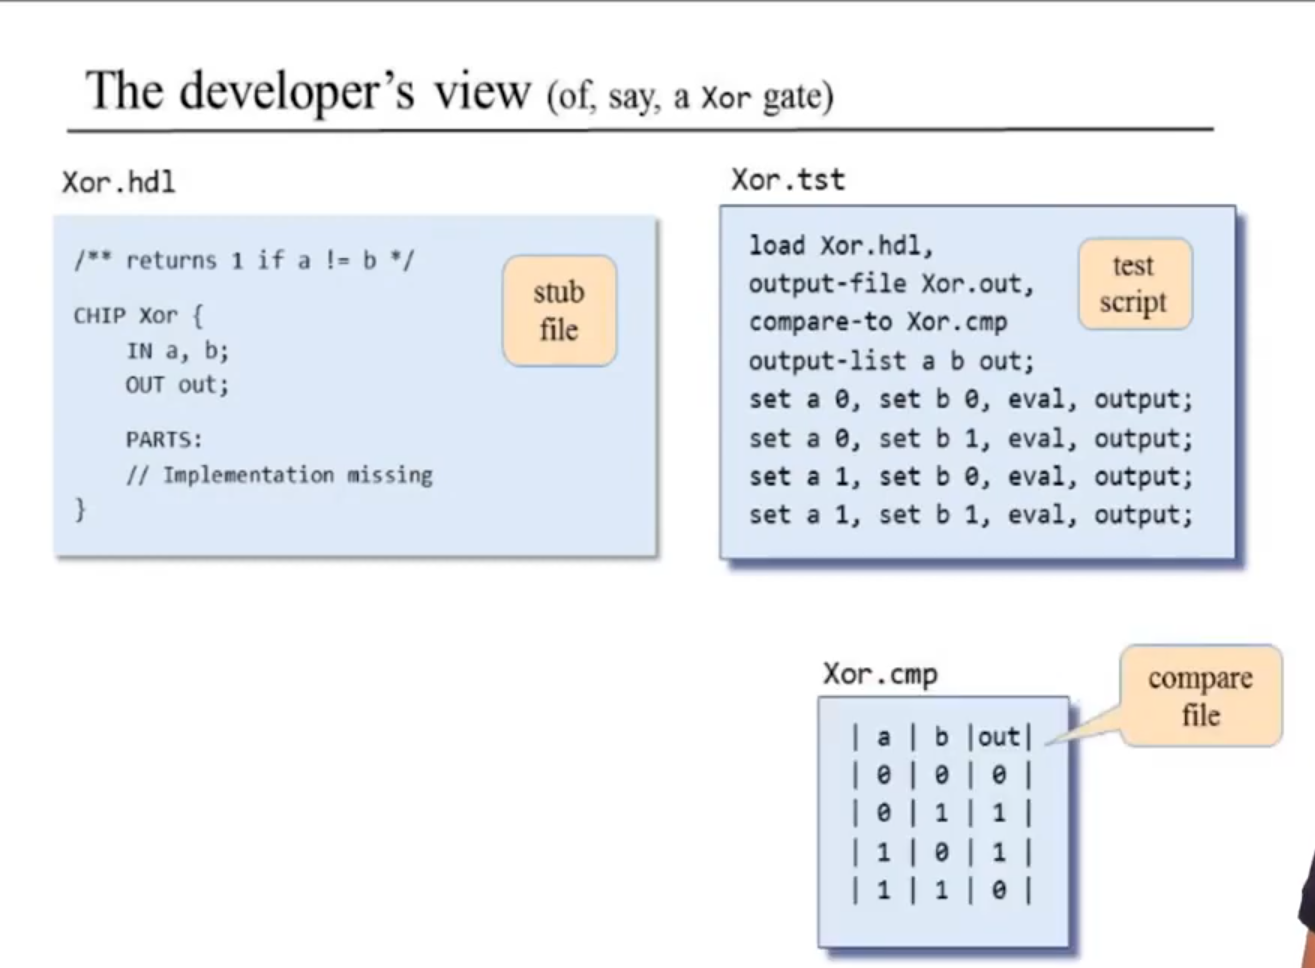 The developer's view (of, say, a Xor gate)
Xor.hdl
/** returns 1 if a != b */
CHIP Xor {
IN a, b;
OUT out;
PARTS:
// Implementation missing
}
stub
file
Xor.tst
load Xor.hdl,
output-file Xor.out,
compare-to Xor.cmp
output-list a b out;
set a 0, set b 0, eval, output;
set a 0, set b 1, eval, output;
set a 1, set b 0, eval, output;
set a 1, set b 1, eval, output;
test
script
Xor.cmp
| a | b |out|
| 0 | 0 | 0 |
| 0 | 1 | 1 |
| 1 | 0 | 1 |
| 1 | 1 | 0 |
compare
file